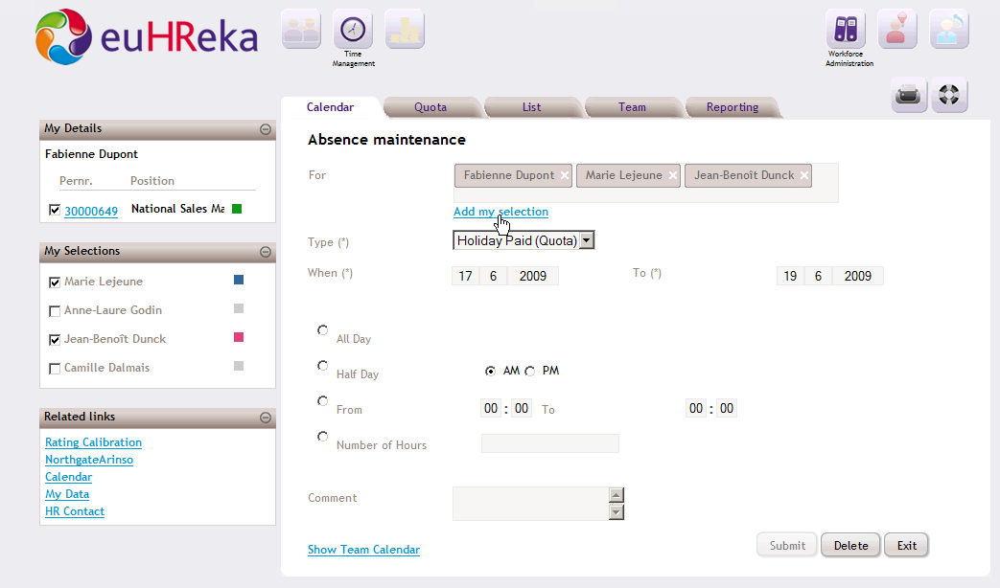 euHReka
Time
Management
Workforce
Administration
Calendar
Quota
List
Team
Reporting
My Details
Fabienne Dupont
Pernr. Position
30000649 National Sales Ma
My Selections
Marie Lejeune
Anne-Laure Godin
Jean-Benoît Dunck
Camille Dalmais
Related links
Rating Calibration
NorthgateArinso
Calendar
My Data
HR Contact
Absence maintenance
For Fabienne Dupont × Marie Lejeune × Jean-Benoît Dunck ×
Add my selection
Type (*) Holiday Paid (Quota)
When (*) 17 6 2009 To (*) 19 6 2009
All Day
Half Day AM PM
From 00 : 00 To 00 : 00
Number of Hours
Comment
Show Team Calendar Submit Delete Exit